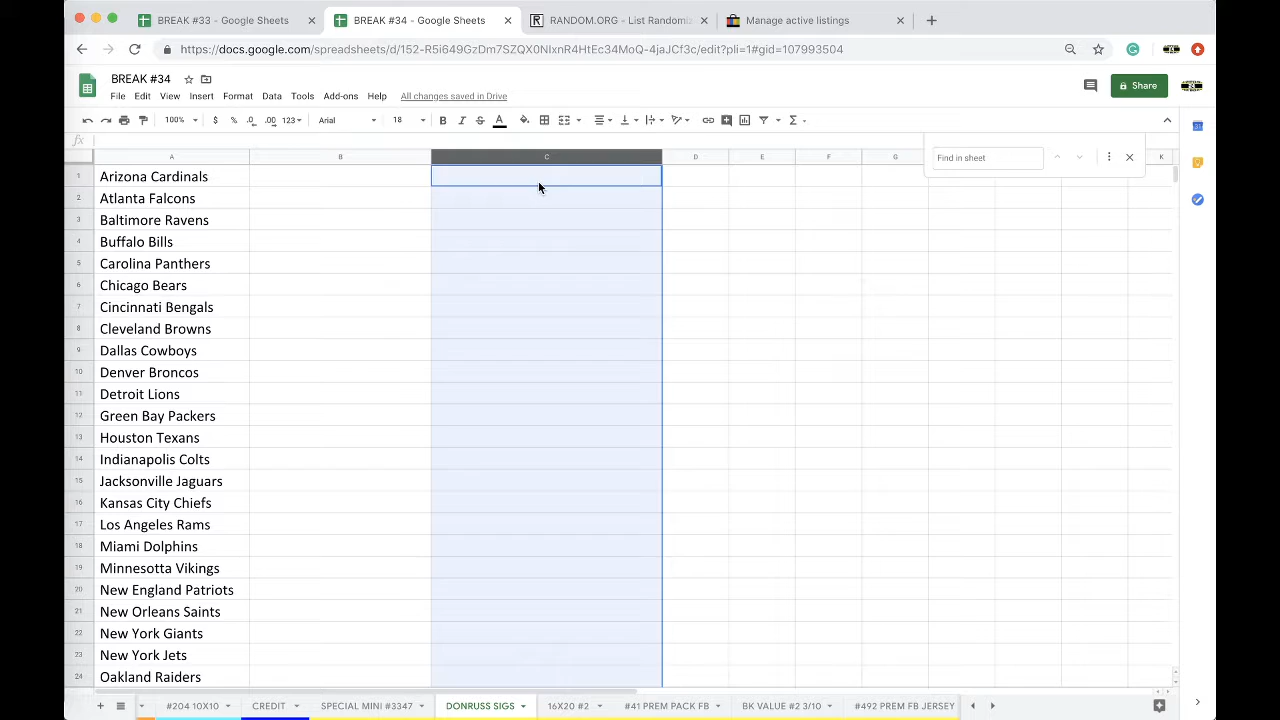 BREAK #33 - Google Sheets
BREAK #34 - Google Sheets
RANDOM.ORG - List Randomiz
Manage active listings
https://docs.google.com/spreadsheets/d/152-R5i649GzDm7SZQX0NixnR4HtEc34MoQ-4jaJCf3c/edit?pli=1#gid=107393504
BREAK #34
File Edit View Insert Format Data Tools Add-ons Help All changes saved in Drive
Share
100% $ % .0 .00 123 Arial 18 B I S A
fx
Find in sheet
A B C D E F G K
1 Arizona Cardinals
2 Atlanta Falcons
3 Baltimore Ravens
4 Buffalo Bills
5 Carolina Panthers
6 Chicago Bears
7 Cincinnati Bengals
8 Cleveland Browns
9 Dallas Cowboys
10 Denver Broncos
11 Detroit Lions
12 Green Bay Packers
13 Houston Texans
14 Indianapolis Colts
15 Jacksonville Jaguars
16 Kansas City Chiefs
17 Los Angeles Rams
18 Miami Dolphins
19 Minnesotta Vikings
20 New England Patriots
21 New Orleans Saints
22 New York Giants
23 New York Jets
24 Oakland Raiders
#204 10X10 CREDIT SPECIAL MINI #3347 DONRUSS SIGS 16X20 #2 #41 PREM PACK FB BK VALUE #2 3/10 #492 PREM FB JERSEY